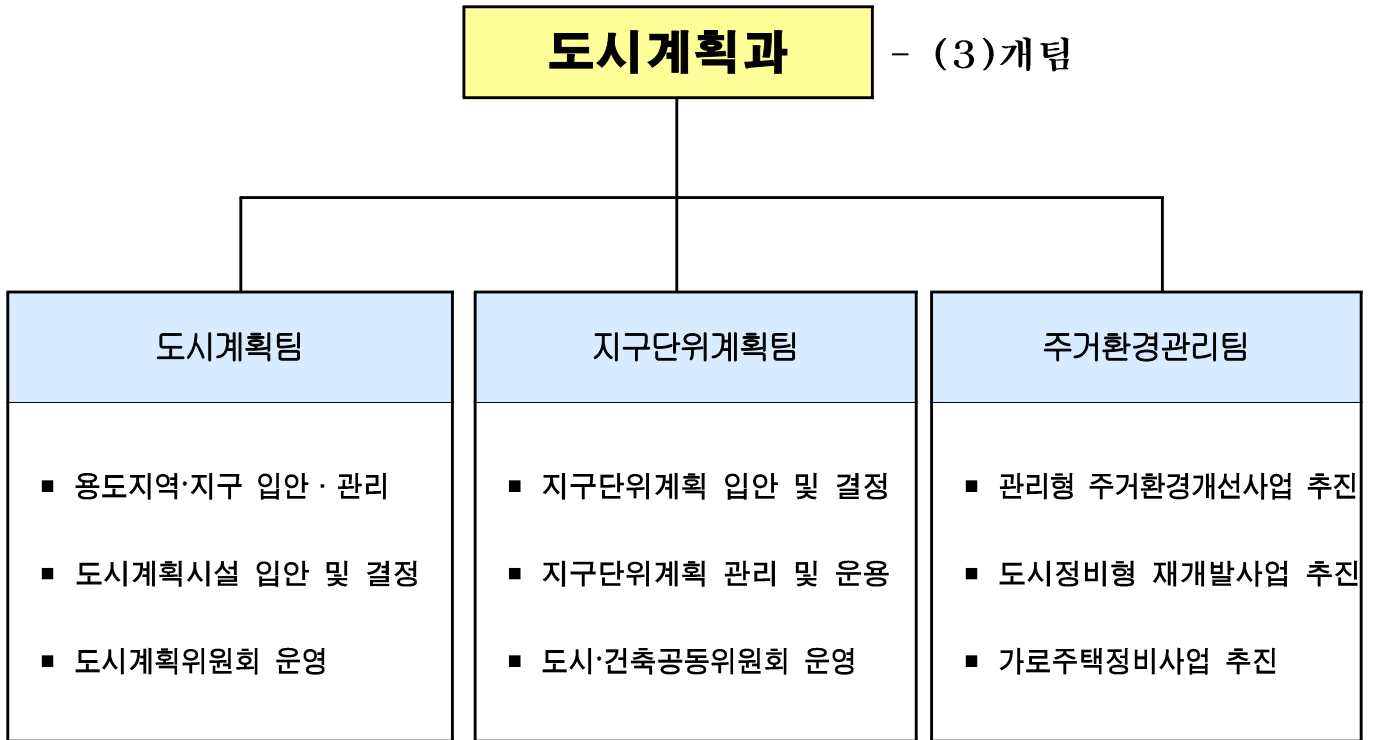 도시계획과 - (3)개팀
도시계획팀
■ 용도지역·지구 입안 · 관리
■ 도시계획시설 입안 및 결정
■ 도시계획위원회 운영
지구단위계획팀
■ 지구단위계획 입안 및 결정
■ 지구단위계획 관리 및 운용
■ 도시·건축공동위원회 운영
주거환경관리팀
■ 관리형 주거환경개선사업 추진
■ 도시정비형 재개발사업 추진
■ 가로주택정비사업 추진